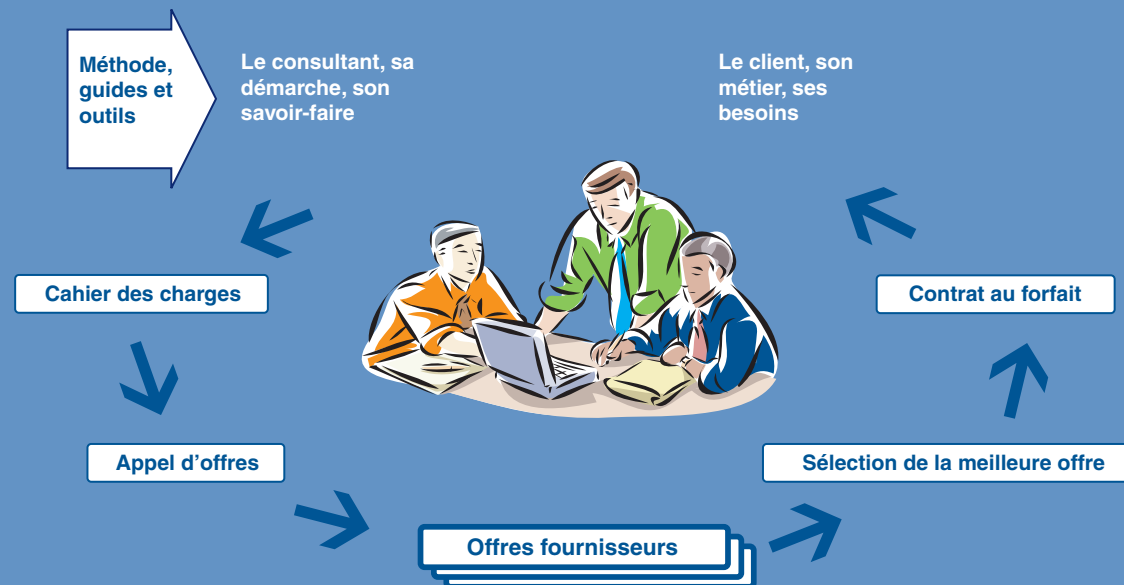 Méthode,
guides et
outils
Le consultant, sa
démarche, son
savoir-faire
Le client, son
métier, ses
besoins
Cahier des charges
Contrat au forfait
Appel d’offres
Sélection de la meilleure offre
Offres fournisseurs